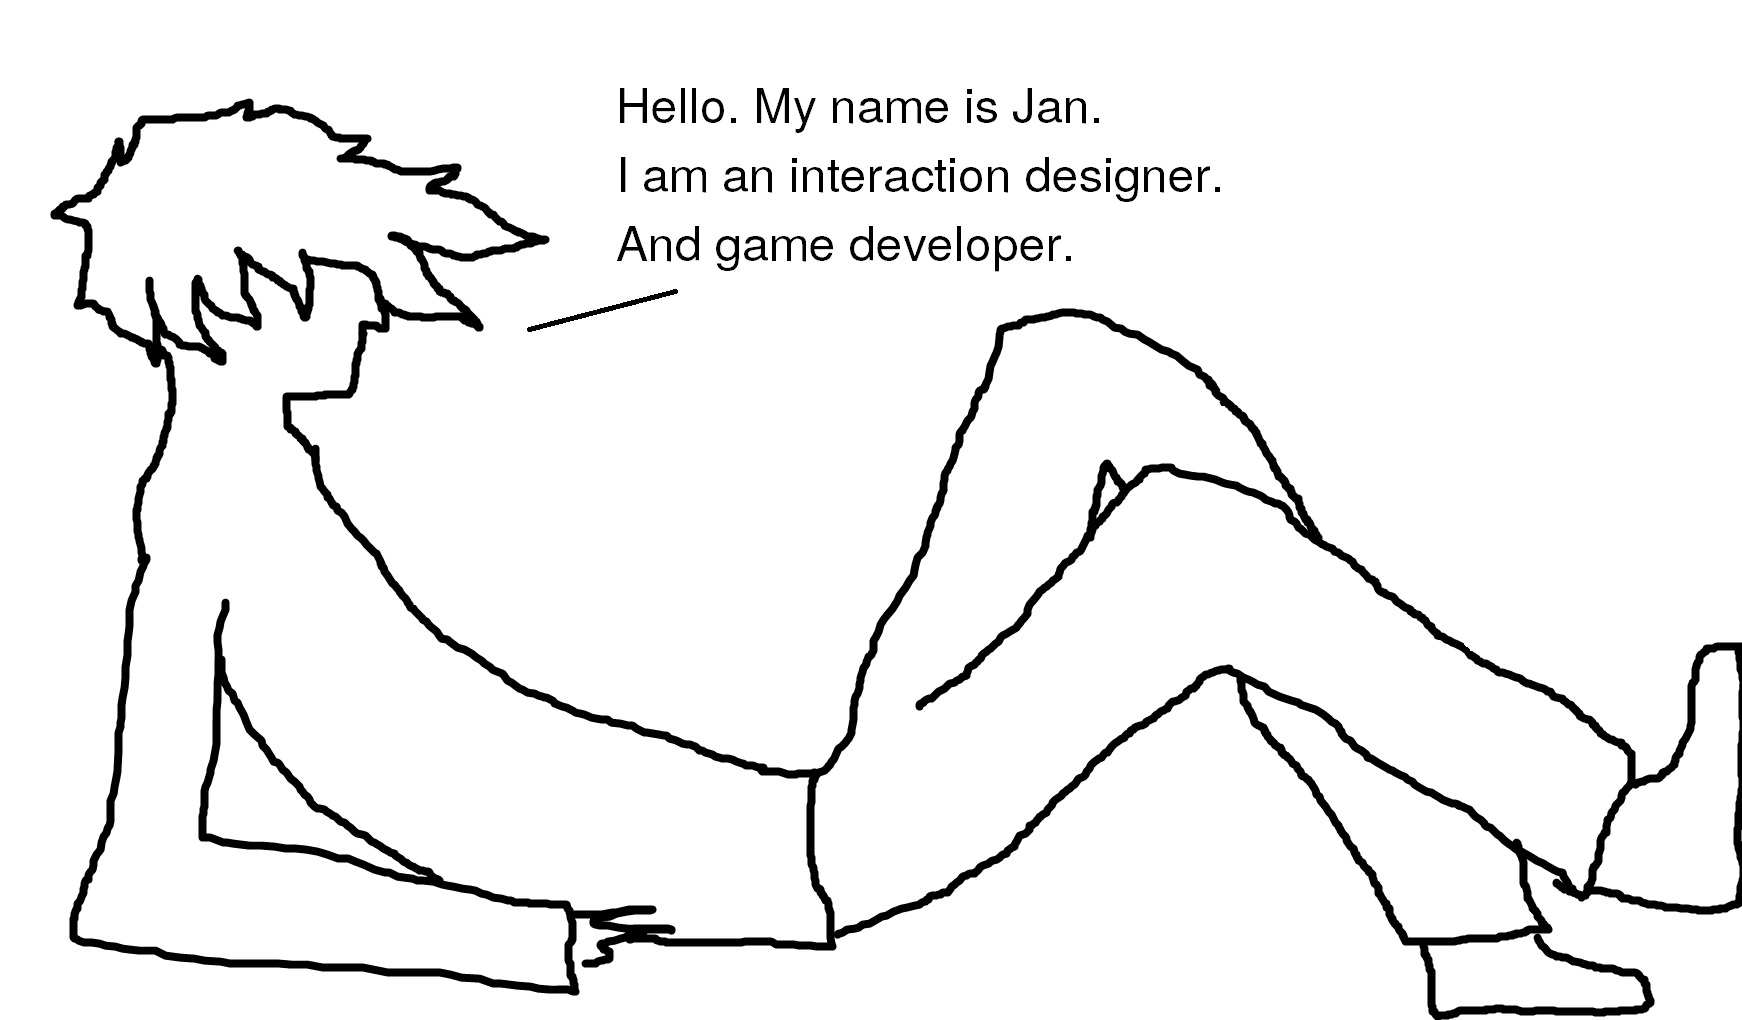 Hello. My name is Jan.
I am an interaction designer.
And game developer.